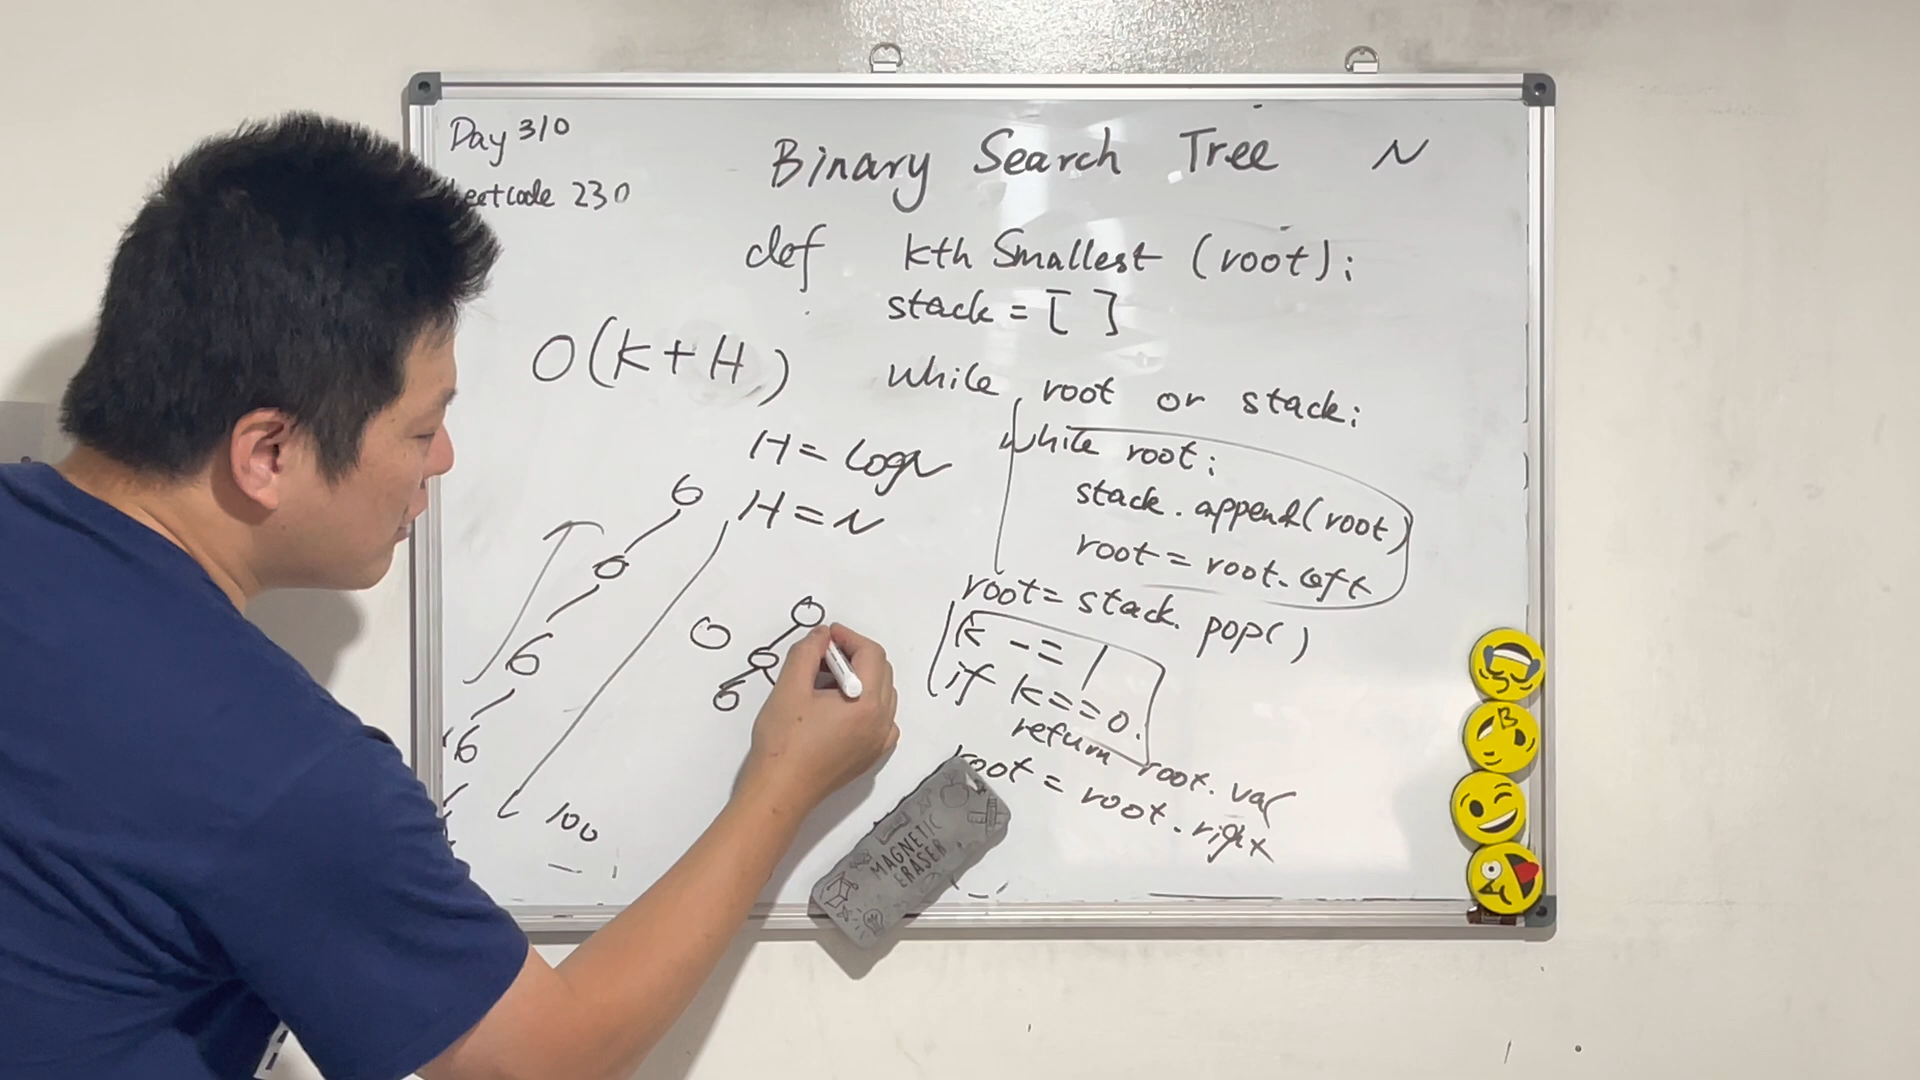 Day 310
Leetcode 230
Binary Search Tree N
def kth Smallest (root):
stack = [ ]
O(K+H)
while root or stack:
H = logN
while root:
H = N
stack.append(root)
root = root.left
root = stack.pop()
k -= 1
if k==0:
return root.val
root = root.right
100
MAGNETIC
ERASER
B